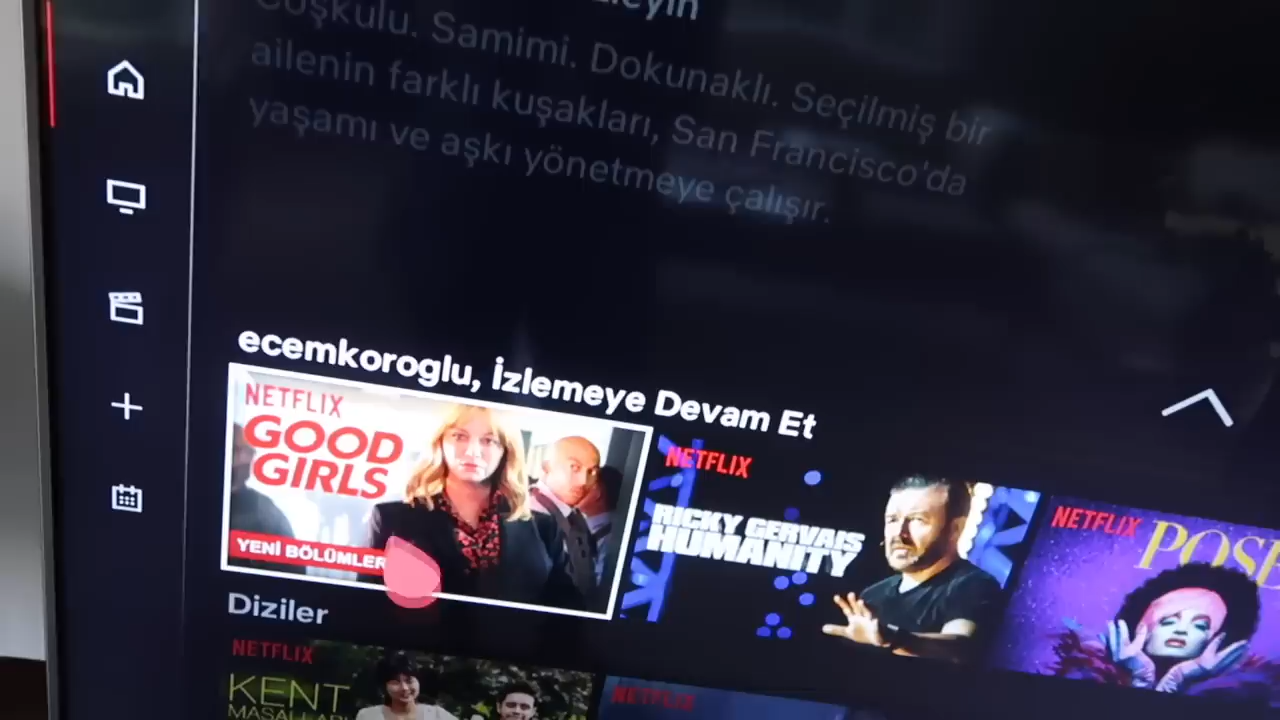 Coşkulu. Samimi. Dokunaklı. Seçilmiş bir
ailenin farklı kuşakları, San Francisco'da
yaşamı ve aşkı yönetmeye çalışır.
ecemkoroglu, İzlemeye Devam Et
NETFLIX
GOOD
GIRLS
YENİ BÖLÜMLER
NETFLIX
RICKY GERVAIS
HUMANITY
NETFLIX
POSE
Diziler
NETFLIX
KENT
MASALLARI
NETFLIX